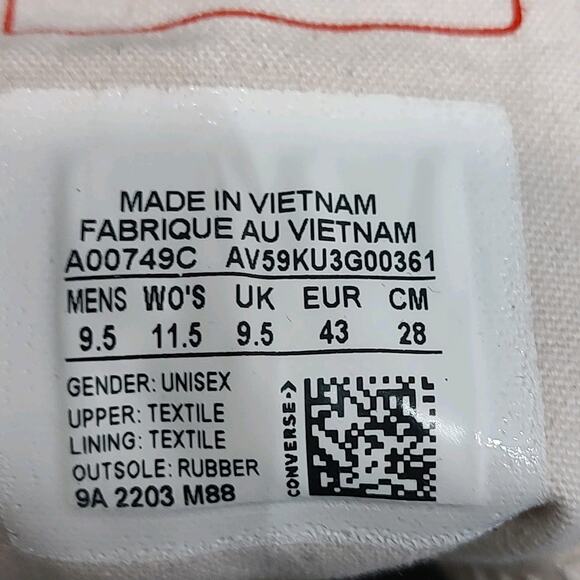 MADE IN VIETNAM
FABRIQUE AU VIETNAM
A00749C AV59KU3G00361
MENS WO'S UK EUR CM
9.5 11.5 9.5 43 28
GENDER: UNISEX
UPPER: TEXTILE
LINING: TEXTILE
OUTSOLE: RUBBER
9A 2203 M88
CONVERSE